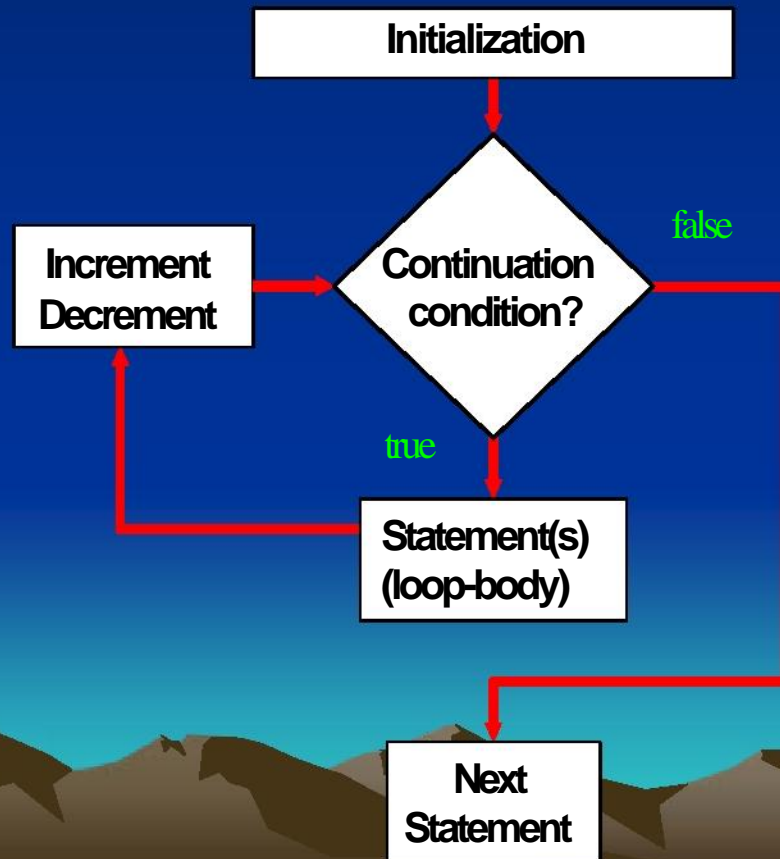 Initialization
false
Increment
Decrement
Continuation
condition?
true
Statement(s)
(loop-body)
Next
Statement